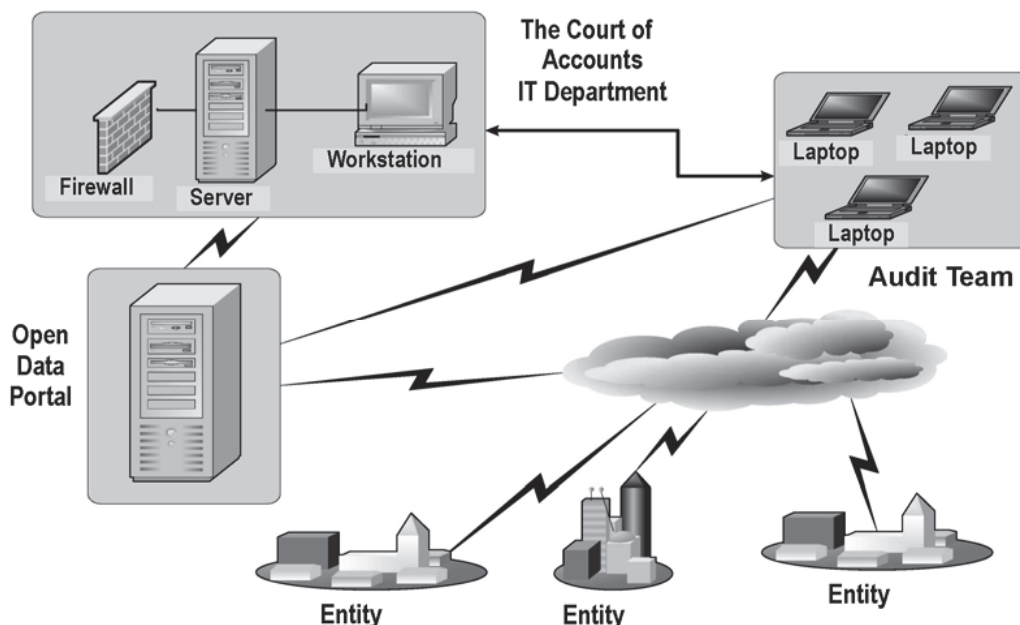 The Court of
Accounts
IT Department
Firewall
Server
Workstation
Laptop
Laptop
Laptop
Audit Team
Open
Data
Portal
Entity
Entity
Entity